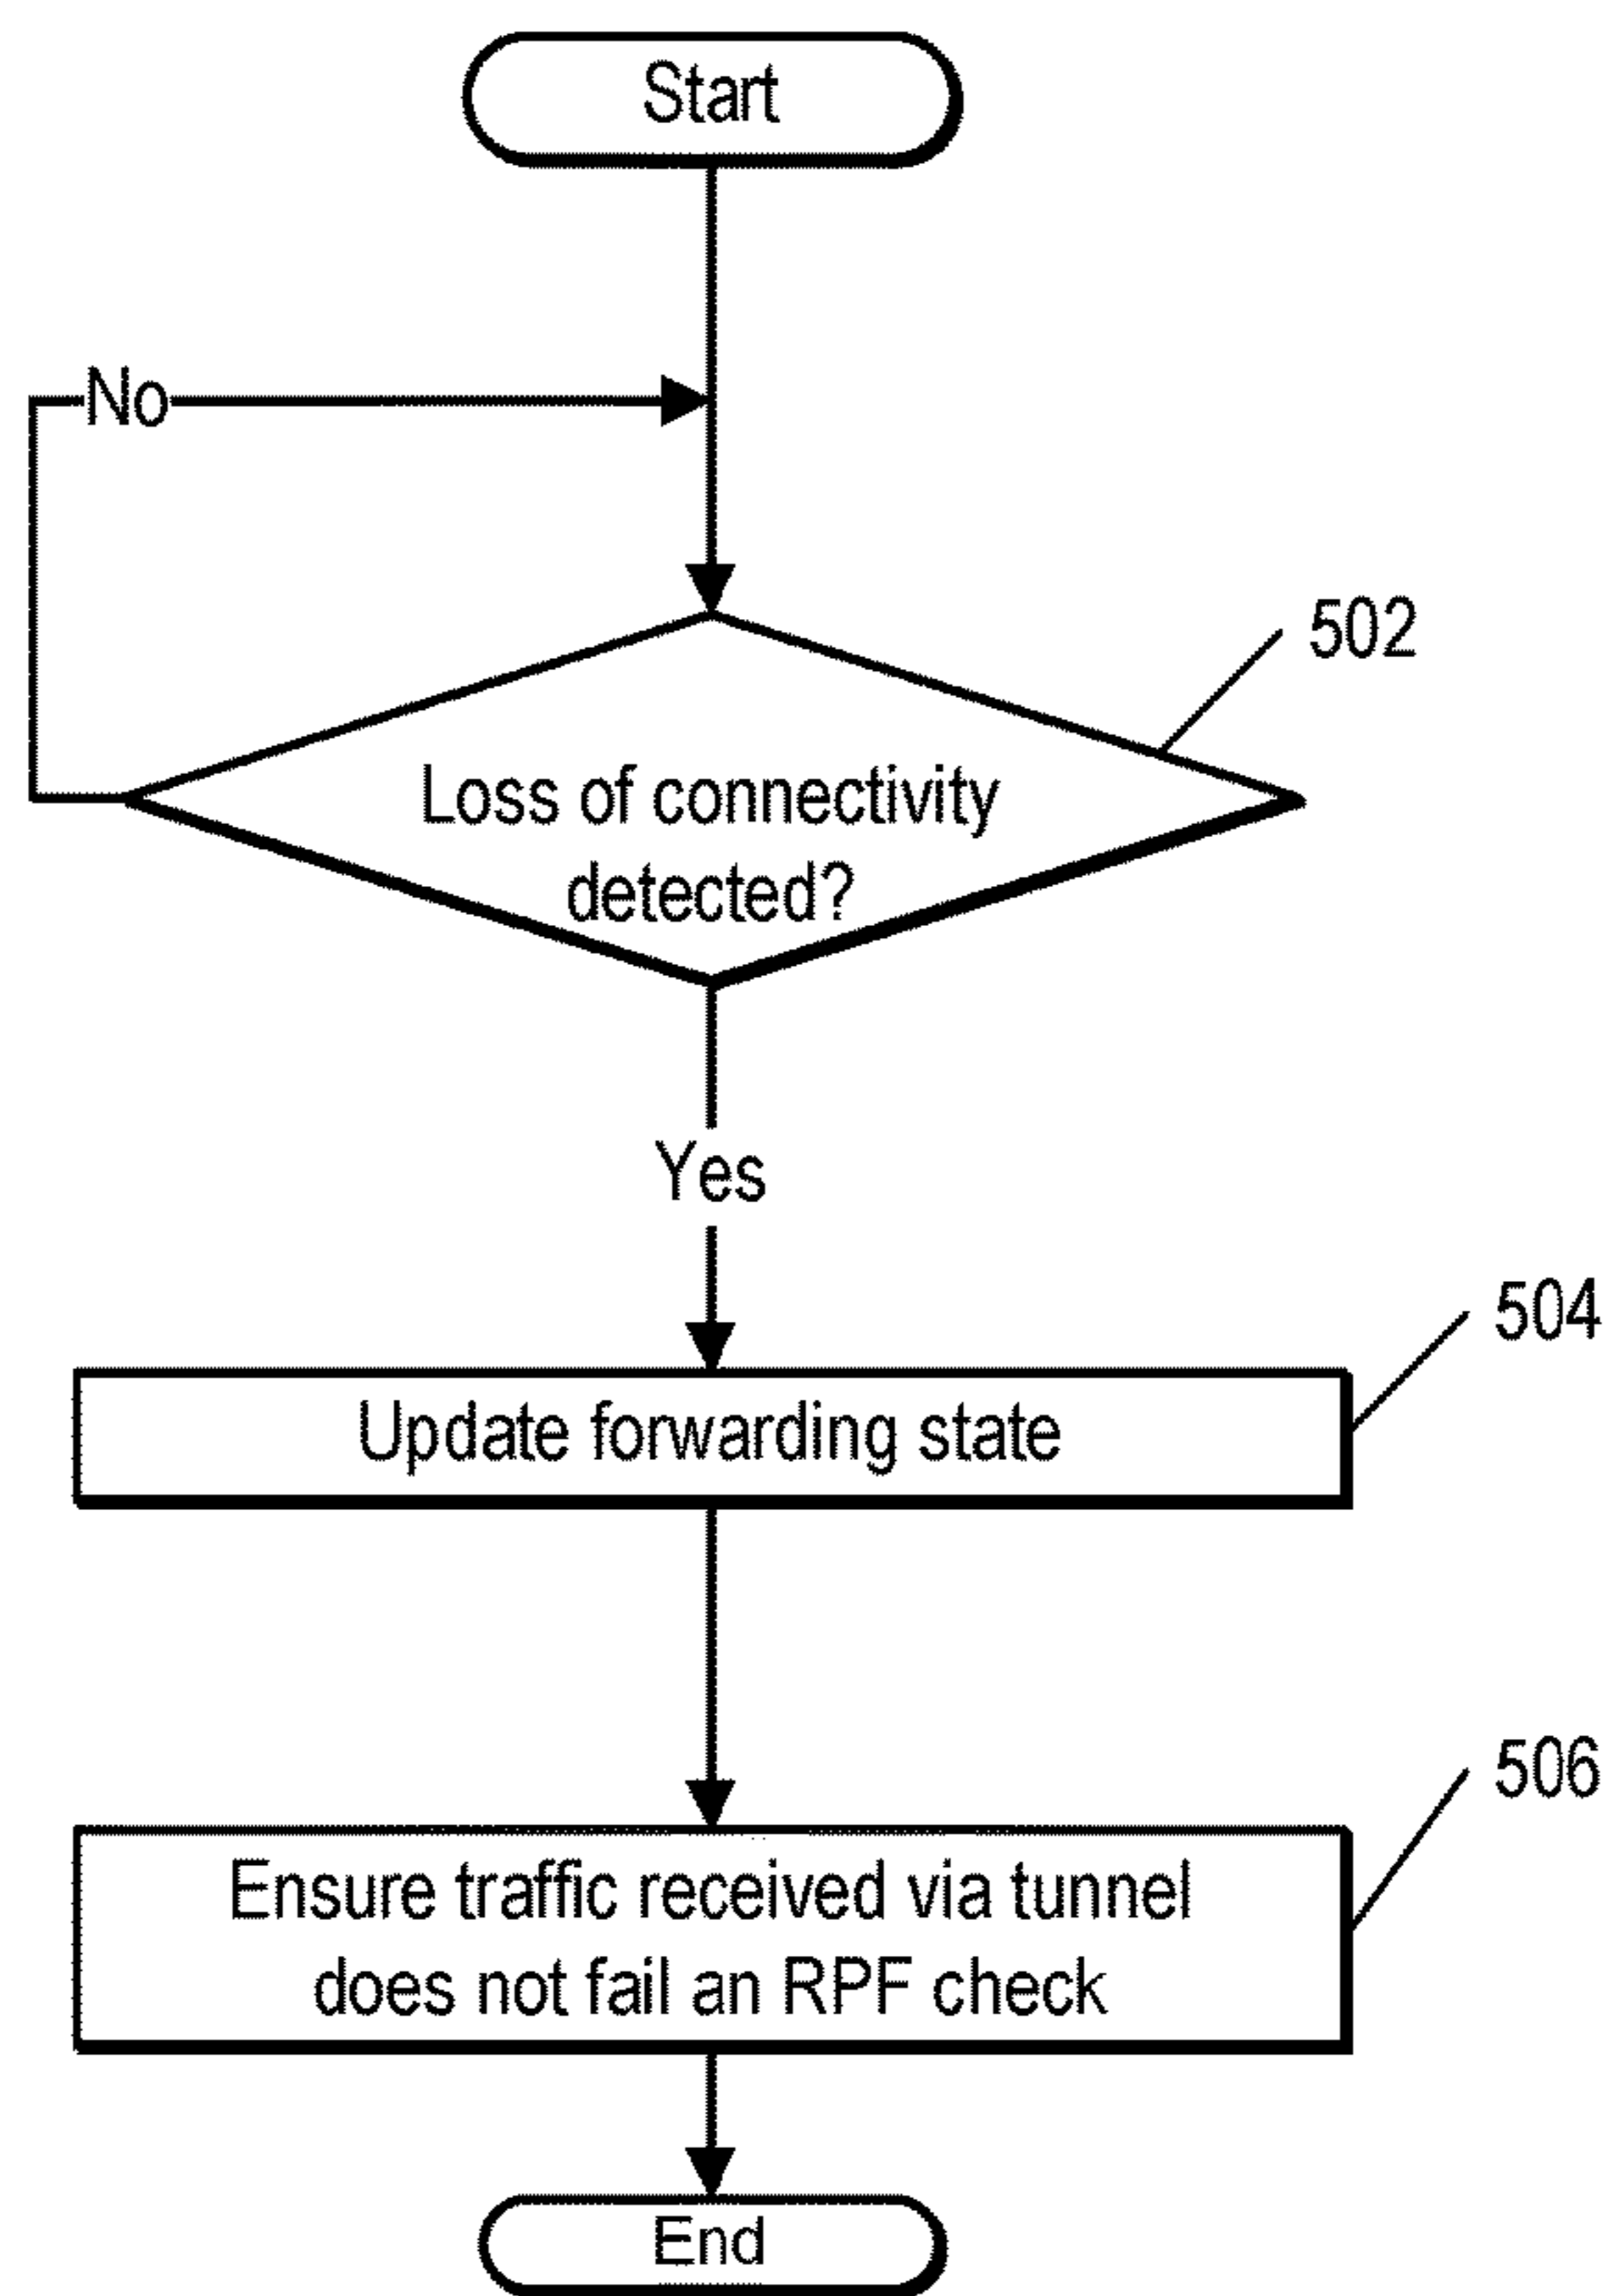 Start
No
502
Loss of connectivity
detected?
Yes
504
Update forwarding state
506
Ensure traffic received via tunnel
does not fail an RPF check
End